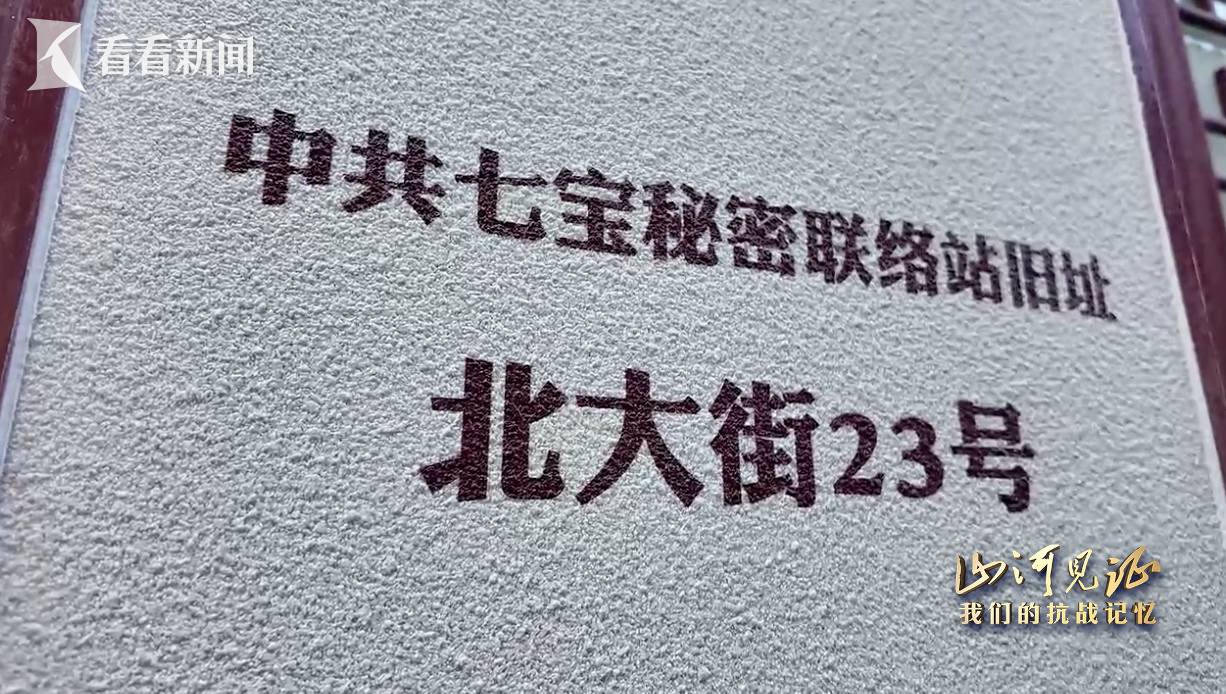 看看新闻
中共七宝秘密联络站旧址
北大街23号
山河见证
我们的抗战记忆